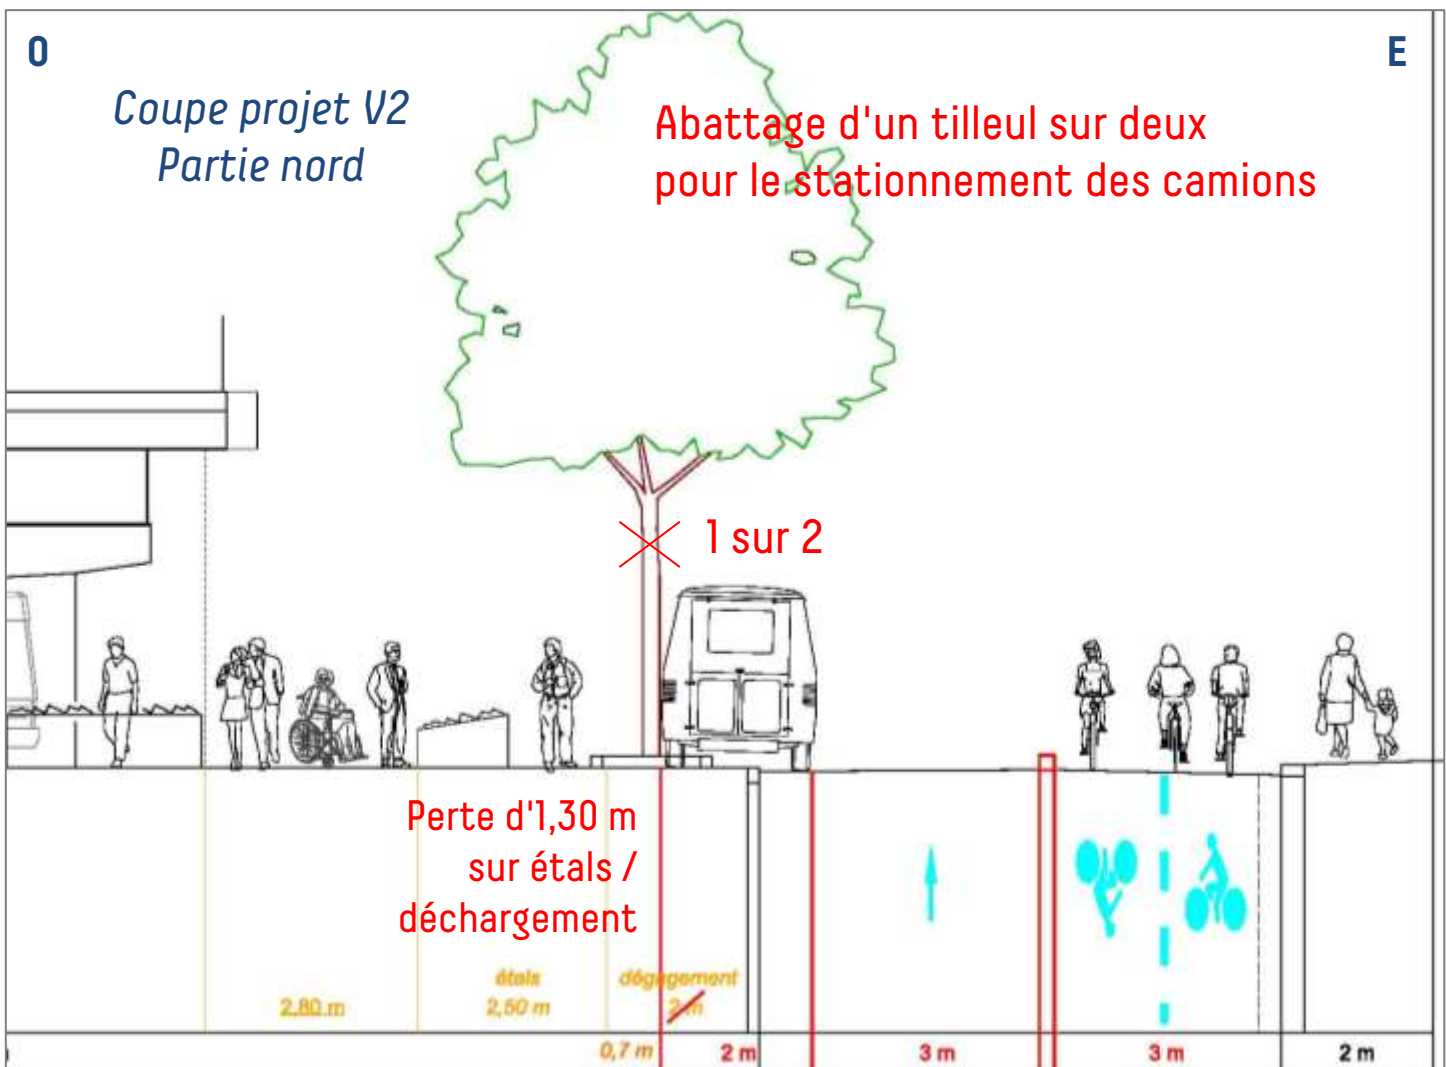 O
E
Coupe projet V2
Partie nord
Abattage d'un tilleul sur deux
pour le stationnement des camions
1 sur 2
Perte d'1,30 m
sur étals /
déchargement
étals
dégagement
2,80 m
2,50 m
2 m
0,7 m
2 m
3 m
3 m
2 m